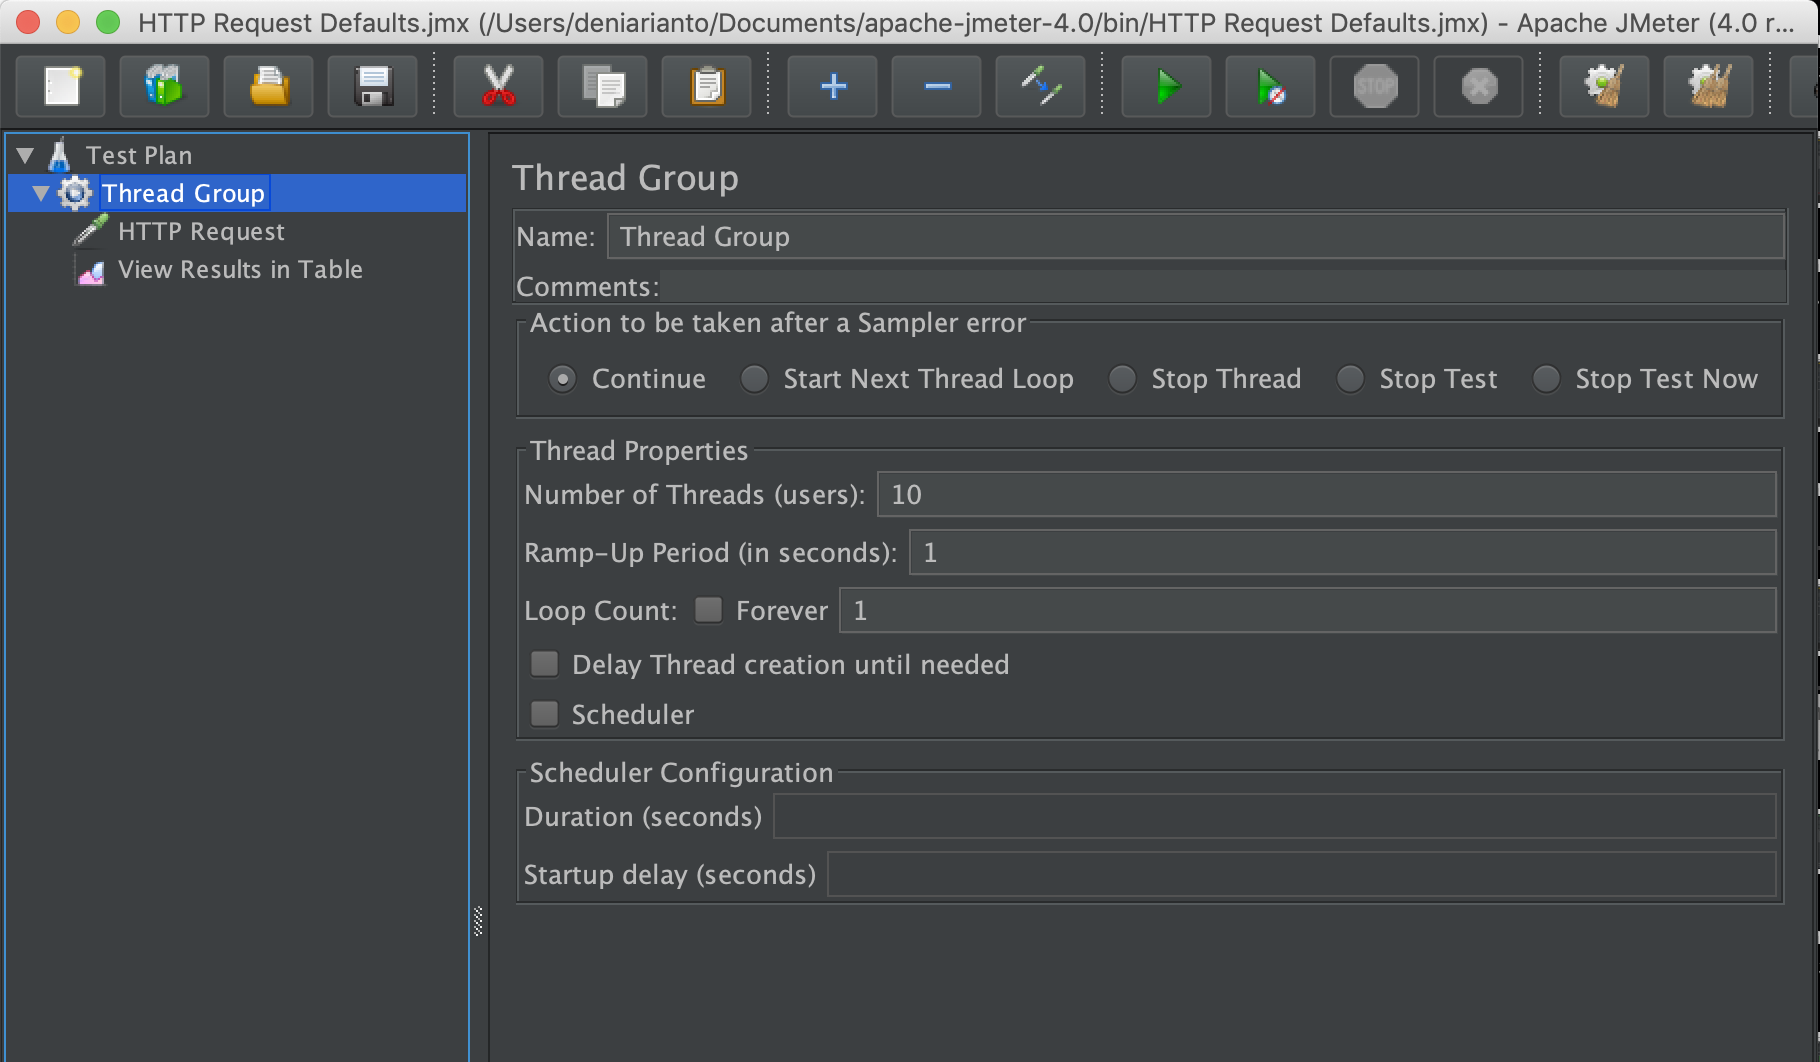 HTTP Request Defaults.jmx (/Users/deniarianto/Documents/apache-jmeter-4.0/bin/HTTP Request Defaults.jmx) - Apache JMeter (4.0 r...
STOP
Test Plan
Thread Group
HTTP Request
View Results in Table
Thread Group
Name: Thread Group
Comments:
Action to be taken after a Sampler error
Continue Start Next Thread Loop Stop Thread Stop Test Stop Test Now
Thread Properties
Number of Threads (users): 10
Ramp-Up Period (in seconds): 1
Loop Count: Forever 1
Delay Thread creation until needed
Scheduler
Scheduler Configuration
Duration (seconds)
Startup delay (seconds)